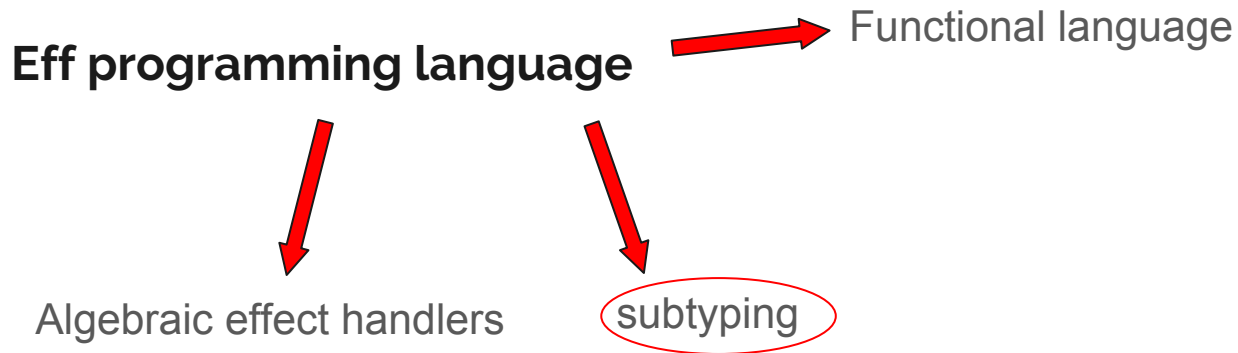 Functional language
Eff programming language
Algebraic effect handlers
subtyping